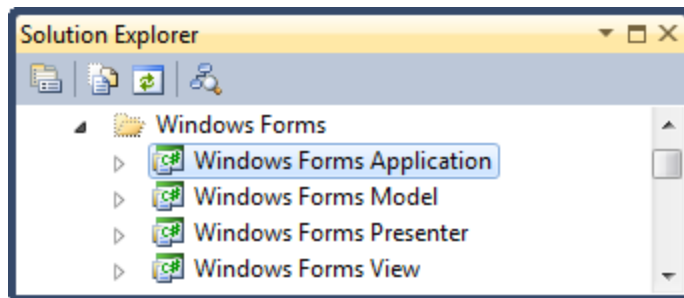 Solution Explorer
Windows Forms
C# Windows Forms Application
C# Windows Forms Model
C# Windows Forms Presenter
C# Windows Forms View